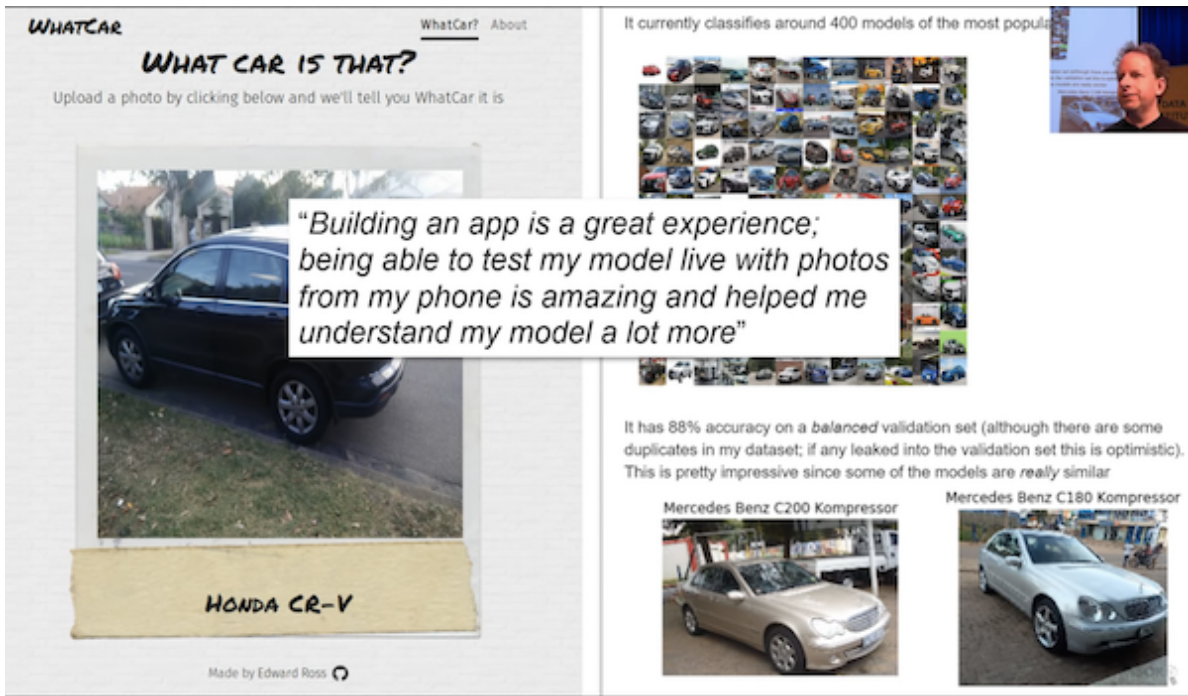 WHATCAR
WhatCar? About
WHAT CAR IS THAT?
Upload a photo by clicking below and we'll tell you WhatCar it is
HONDA CR-V
Made by Edward Ross
It currently classifies around 400 models of the most popula
“Building an app is a great experience;
being able to test my model live with photos
from my phone is amazing and helped me
understand my model a lot more”
It has 88% accuracy on a balanced validation set (although there are some
duplicates in my dataset; if any leaked into the validation set this is optimistic).
This is pretty impressive since some of the models are really similar
Mercedes Benz C200 Kompressor
Mercedes Benz C180 Kompressor
DATA